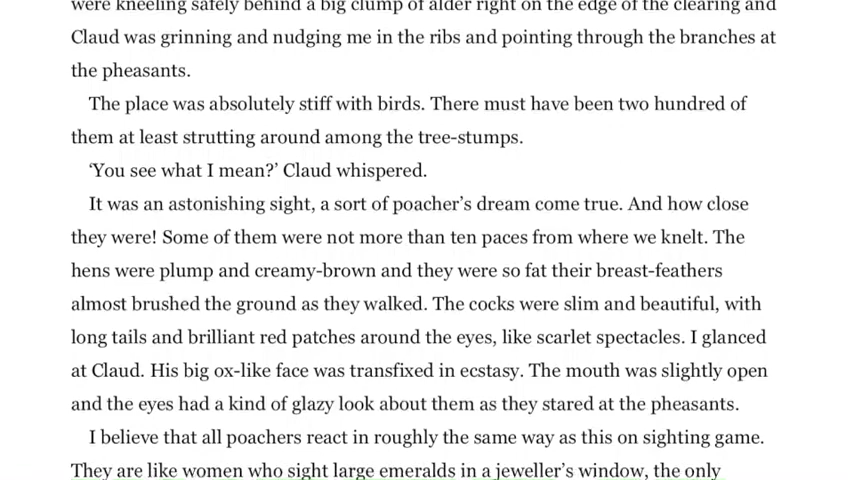 were kneeling safely behind a big clump of alder right on the edge of the clearing and
Claud was grinning and nudging me in the ribs and pointing through the branches at
the pheasants.
The place was absolutely stiff with birds. There must have been two hundred of
them at least strutting around among the tree-stumps.
‘You see what I mean?’ Claud whispered.
It was an astonishing sight, a sort of poacher’s dream come true. And how close
they were! Some of them were not more than ten paces from where we knelt. The
hens were plump and creamy-brown and they were so fat their breast-feathers
almost brushed the ground as they walked. The cocks were slim and beautiful, with
long tails and brilliant red patches around the eyes, like scarlet spectacles. I glanced
at Claud. His big ox-like face was transfixed in ecstasy. The mouth was slightly open
and the eyes had a kind of glazy look about them as they stared at the pheasants.
I believe that all poachers react in roughly the same way as this on sighting game.
They are like women who sight large emeralds in a jeweller’s window, the only